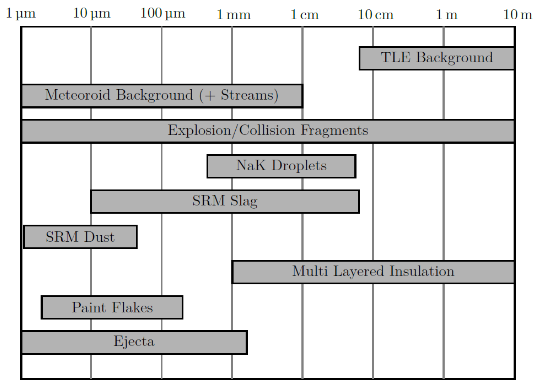 1 µm 10 µm 100 µm 1 mm 1 cm 10 cm 1 m 10 m
TLE Background
Meteoroid Background (+ Streams)
Explosion/Collision Fragments
NaK Droplets
SRM Slag
SRM Dust
Multi Layered Insulation
Paint Flakes
Ejecta